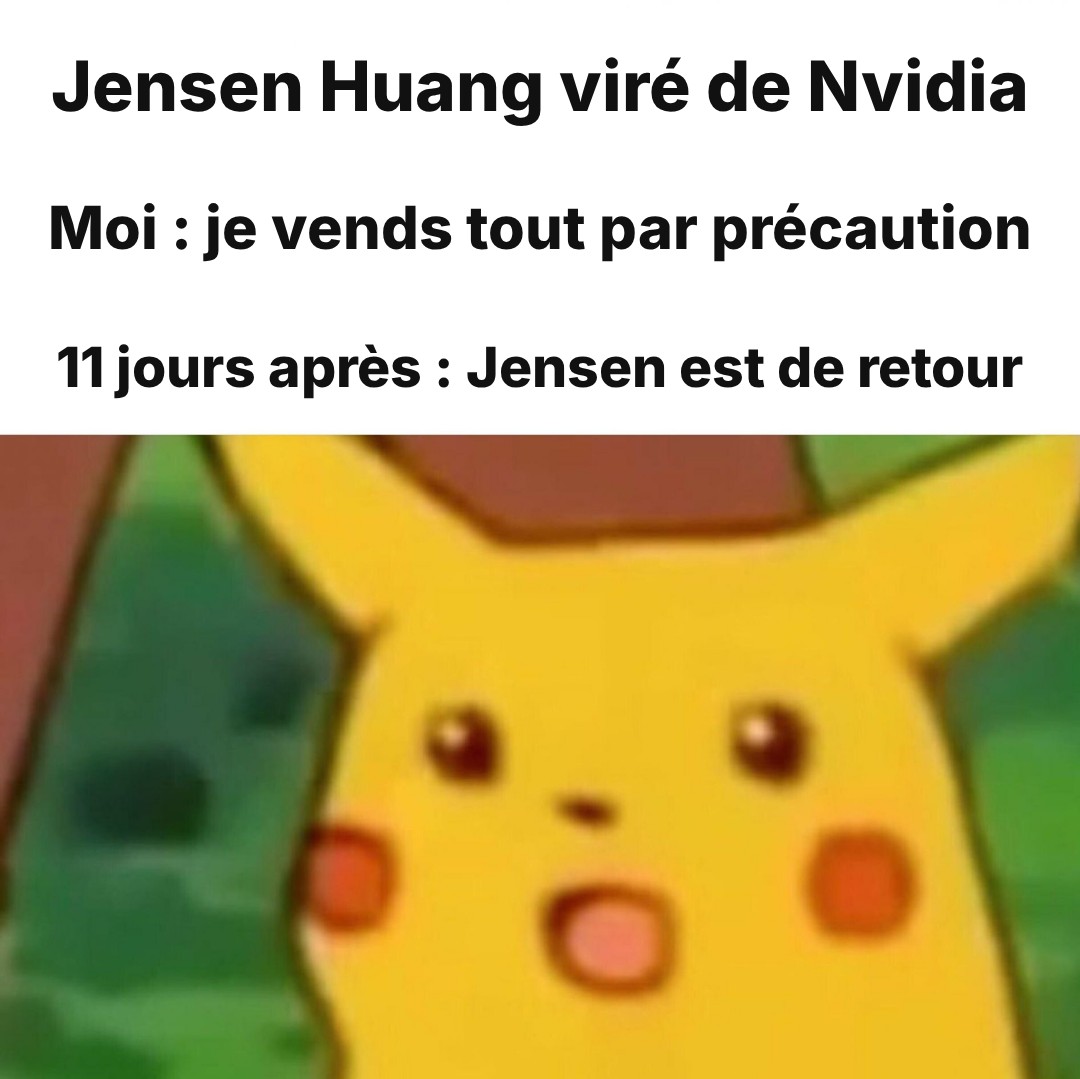 Jensen Huang viré de Nvidia
Moi : je vends tout par précaution
11 jours après : Jensen est de retour